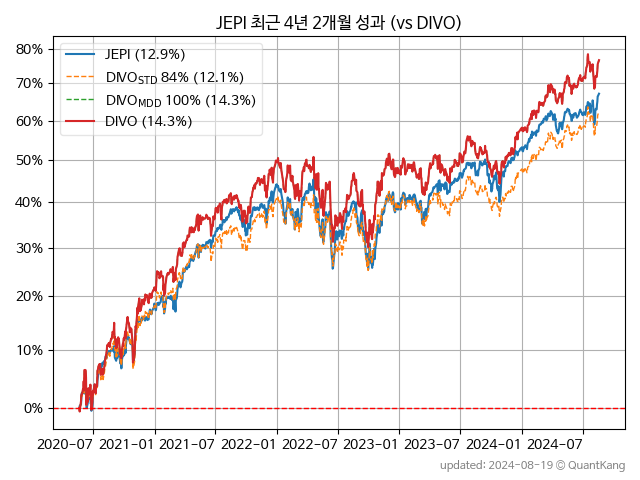 JEPI 최근 4년 2개월 성과 (vs DIVO)
80%
70%
60%
50%
40%
30%
20%
10%
0%
JEPI (12.9%)
DIVO_STD 84% (12.1%)
DIVO_MDD 100% (14.3%)
DIVO (14.3%)
2020-07 2021-01 2021-07 2022-01 2022-07 2023-01 2023-07 2024-01 2024-07
updated: 2024-08-19 © QuantKang